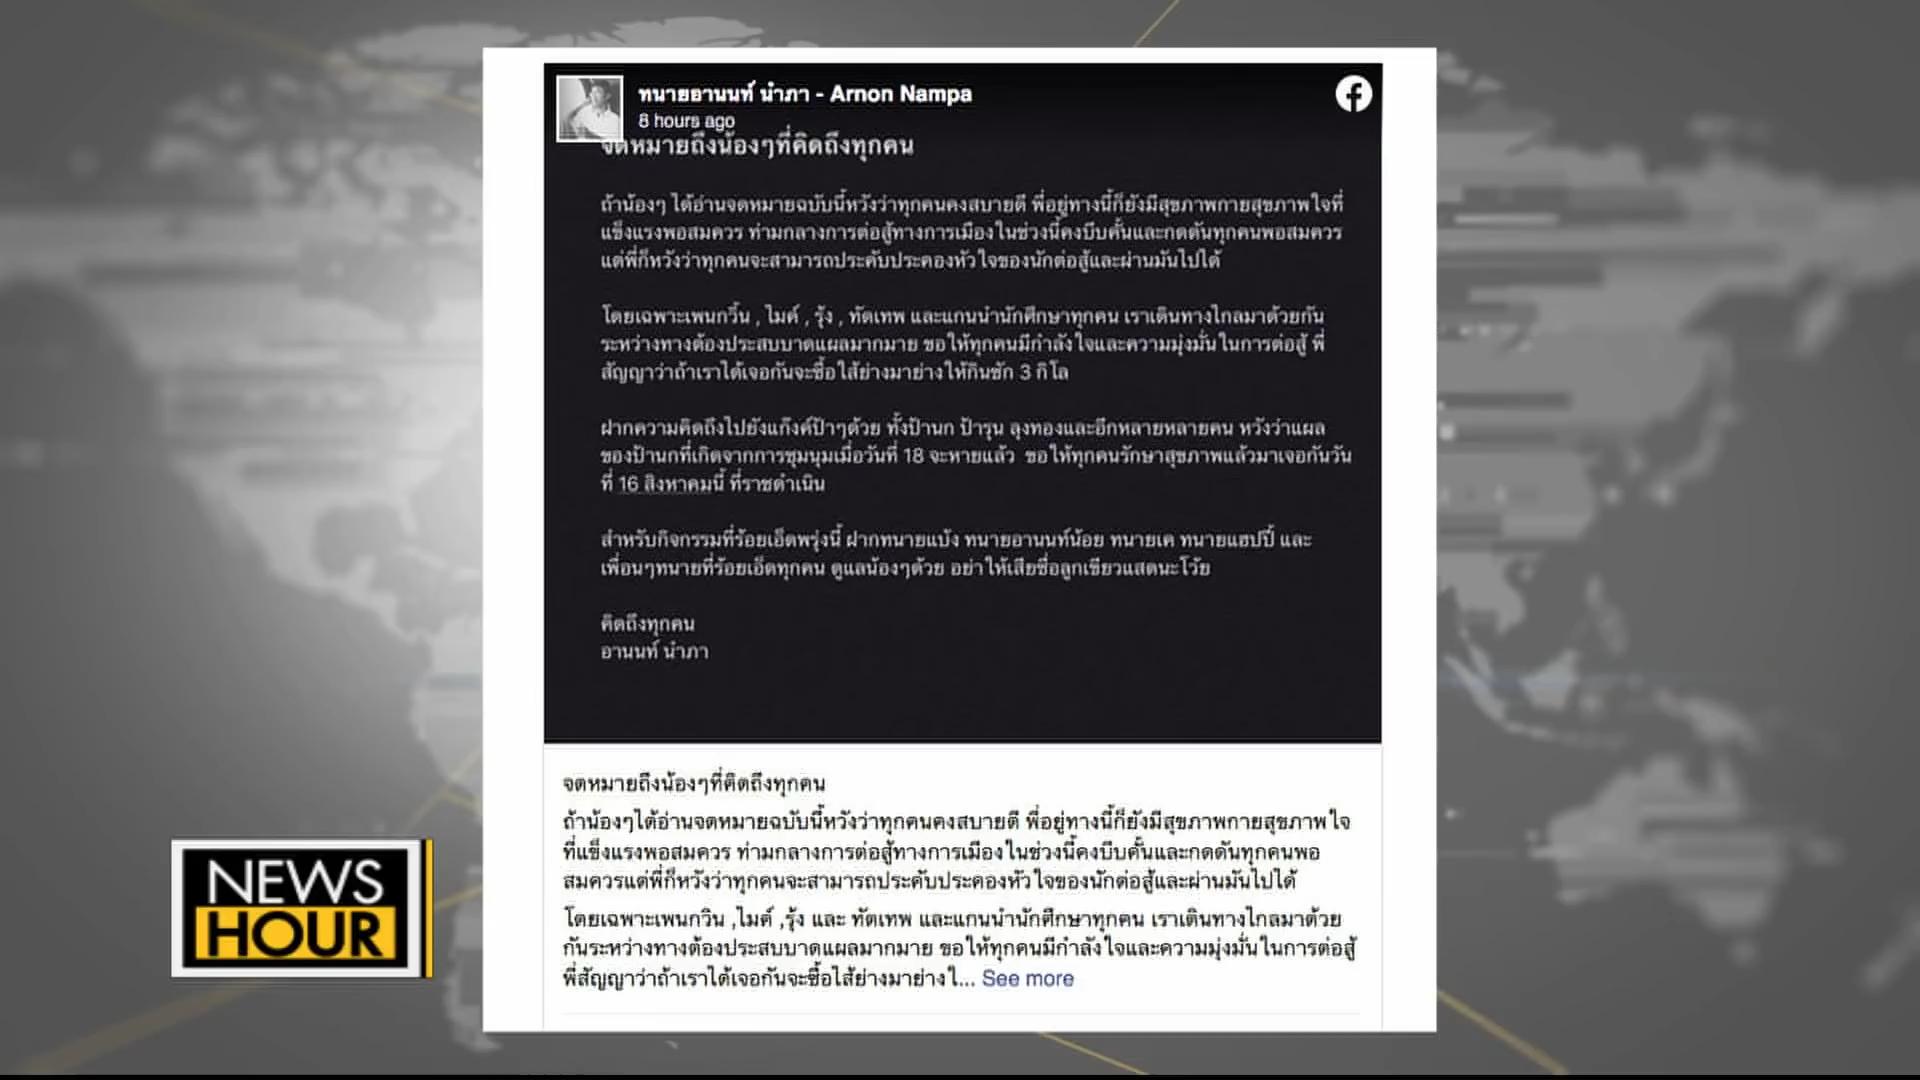 ทนายอานนท์ นำภา - Arnon Nampa
8 hours ago
จดหมายถึงน้องๆที่คิดถึงทุกคน
ถ้าน้องๆ ได้อ่านจดหมายฉบับนี้หวังว่าทุกคนคงสบายดี พี่อยู่ทางนี้ก็ยังมีสุขภาพกายสุขภาพใจที่
แข็งแรงพอสมควร ท่ามกลางการต่อสู้ทางการเมืองในช่วงนี้คงบีบคั้นและกดดันทุกคนพอสมควร
แต่พี่ก็หวังว่าทุกคนจะสามารถประคับประคองหัวใจของนักต่อสู้และผ่านมันไปได้
โดยเฉพาะเพนกวิ้น , ไมค์ , รุ้ง , ทัตเทพ และแกนนำนักศึกษาทุกคน เราเดินทางไกลมาด้วยกัน
ระหว่างทางต้องประสบบาดแผลมากมาย ขอให้ทุกคนมีกำลังใจและความมุ่งมั่นในการต่อสู้ พี่
สัญญาว่าถ้าเราได้เจอกันจะซื้อไส้ย่างมาย่างให้กินซัก 3 กิโล
ฝากความคิดถึงไปยังแก๊งค์ป้าๆด้วย ทั้งป้านก ป้ารุน ลุงทองและอีกหลายหลายคน หวังว่าแผล
ของป้านกที่เกิดจากการชุมนุมเมื่อวันที่ 18 จะหายแล้ว ขอให้ทุกคนรักษาสุขภาพแล้วมาเจอกันวัน
ที่ 16 สิงหาคมนี้ ที่ราชดำเนิน
สำหรับกิจกรรมที่ร้อยเอ็ดพรุ่งนี้ ฝากทนายแบ้ง ทนายอานนท์น้อย ทนายเค ทนายแฮปปี้ และ
เพื่อนๆทนายที่ร้อยเอ็ดทุกคน ดูแลน้องๆด้วย อย่าให้เสียชื่อลูกเขียวแสดนะโว้ย
คิดถึงทุกคน
อานนท์ นำภา
จดหมายถึงน้องๆที่คิดถึงทุกคน
ถ้าน้องๆได้อ่านจดหมายฉบับนี้หวังว่าทุกคนคงสบายดี พี่อยู่ทางนี้ก็ยังมีสุขภาพกายสุขภาพใจ
ที่แข็งแรงพอสมควร ท่ามกลางการต่อสู้ทางการเมืองในช่วงนี้คงบีบคั้นและกดดันทุกคนพอ
สมควรแต่พี่ก็หวังว่าทุกคนจะสามารถประคับประคองหัวใจของนักต่อสู้และผ่านมันไปได้
โดยเฉพาะเพนกวิน ,ไมค์ ,รุ้ง และ ทัตเทพ และแกนนำนักศึกษาทุกคน เราเดินทางไกลมาด้วย
กันระหว่างทางต้องประสบบาดแผลมากมาย ขอให้ทุกคนมีกำลังใจและความมุ่งมั่นในการต่อสู้
พี่สัญญาว่าถ้าเราได้เจอกันจะซื้อไส้ย่างมาย่างใ... See more
NEWS
HOUR